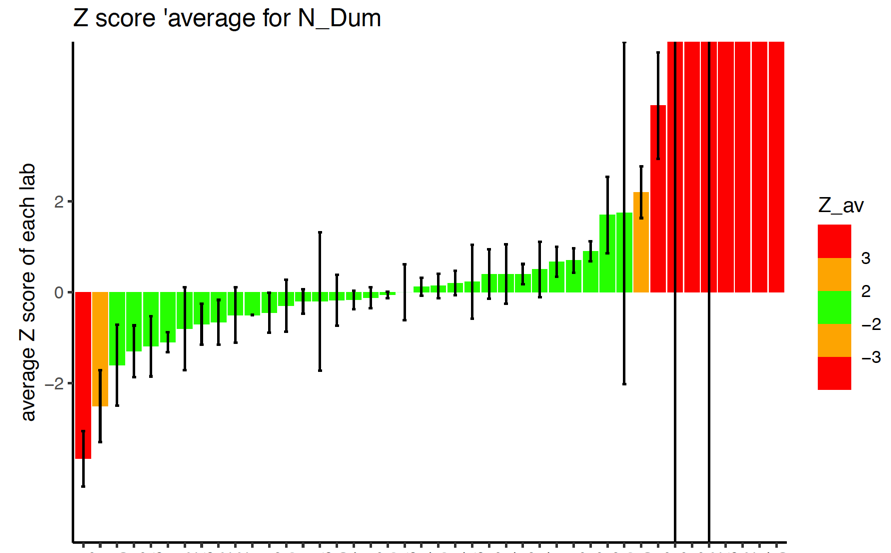 Z score 'average for N_Dum
average Z score of each lab
2
0
−2
Z_av
3
2
−2
−3